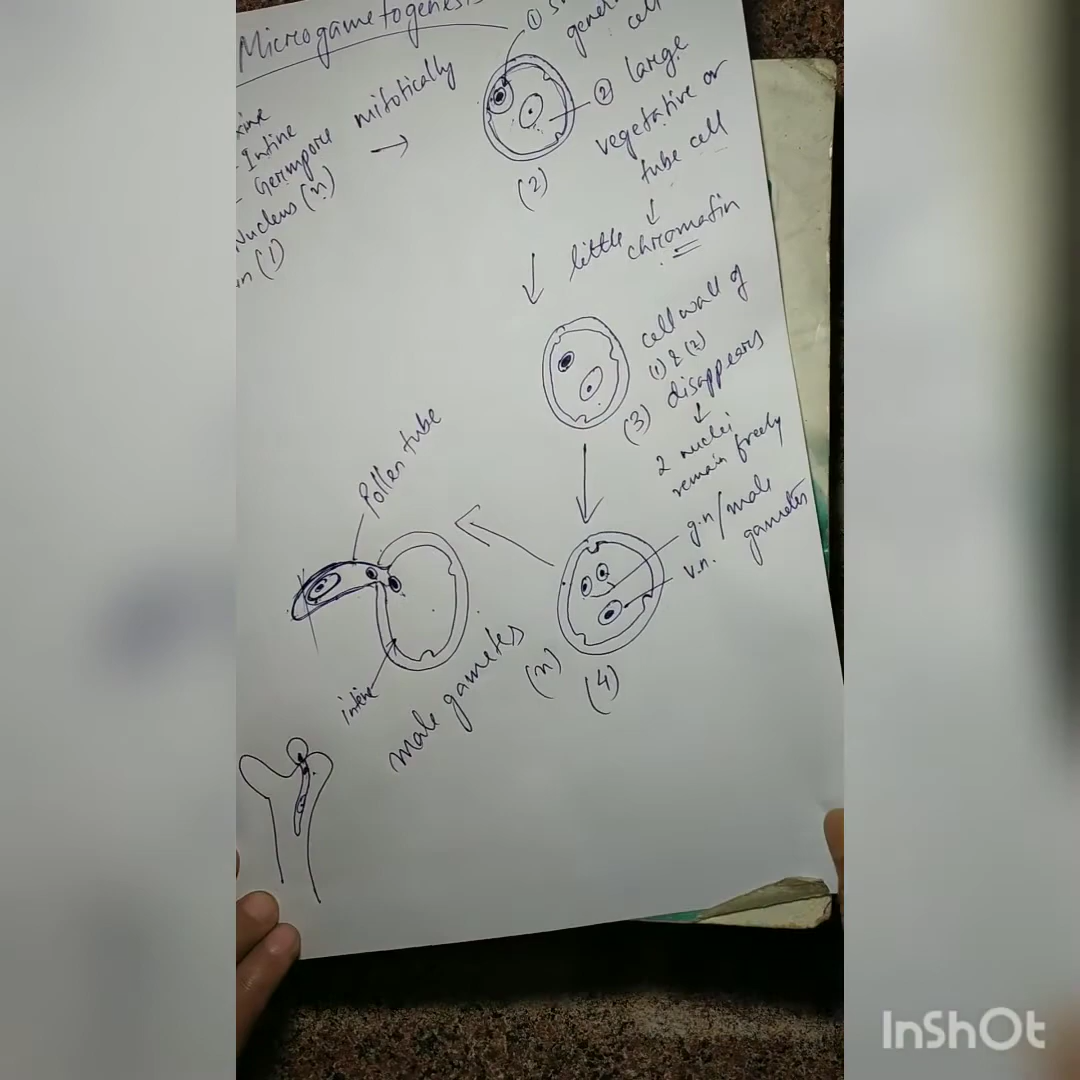 Microgametogenesis
① S
gener
cell
② large
vegetative or
tube cell
little chromatin
xine
- Intine
- Germpore
Nucleus (n)
in (1)
mitotically
(2)
cell wall of
(1) & (2)
disappears
2 nuclei
remain freely
(3)
g.n/male
gametes
v.n.
(n)
(4)
Pollen tube
intine
male gametes
InShOt